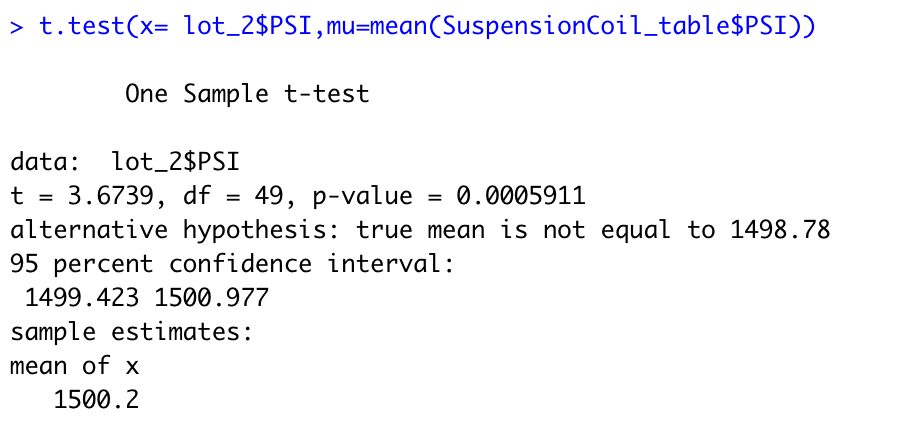 > t.test(x= lot_2$PSI,mu=mean(SuspensionCoil_table$PSI))
One Sample t-test
data:  lot_2$PSI
t = 3.6739, df = 49, p-value = 0.0005911
alternative hypothesis: true mean is not equal to 1498.78
95 percent confidence interval:
1499.423 1500.977
sample estimates:
mean of x
1500.2